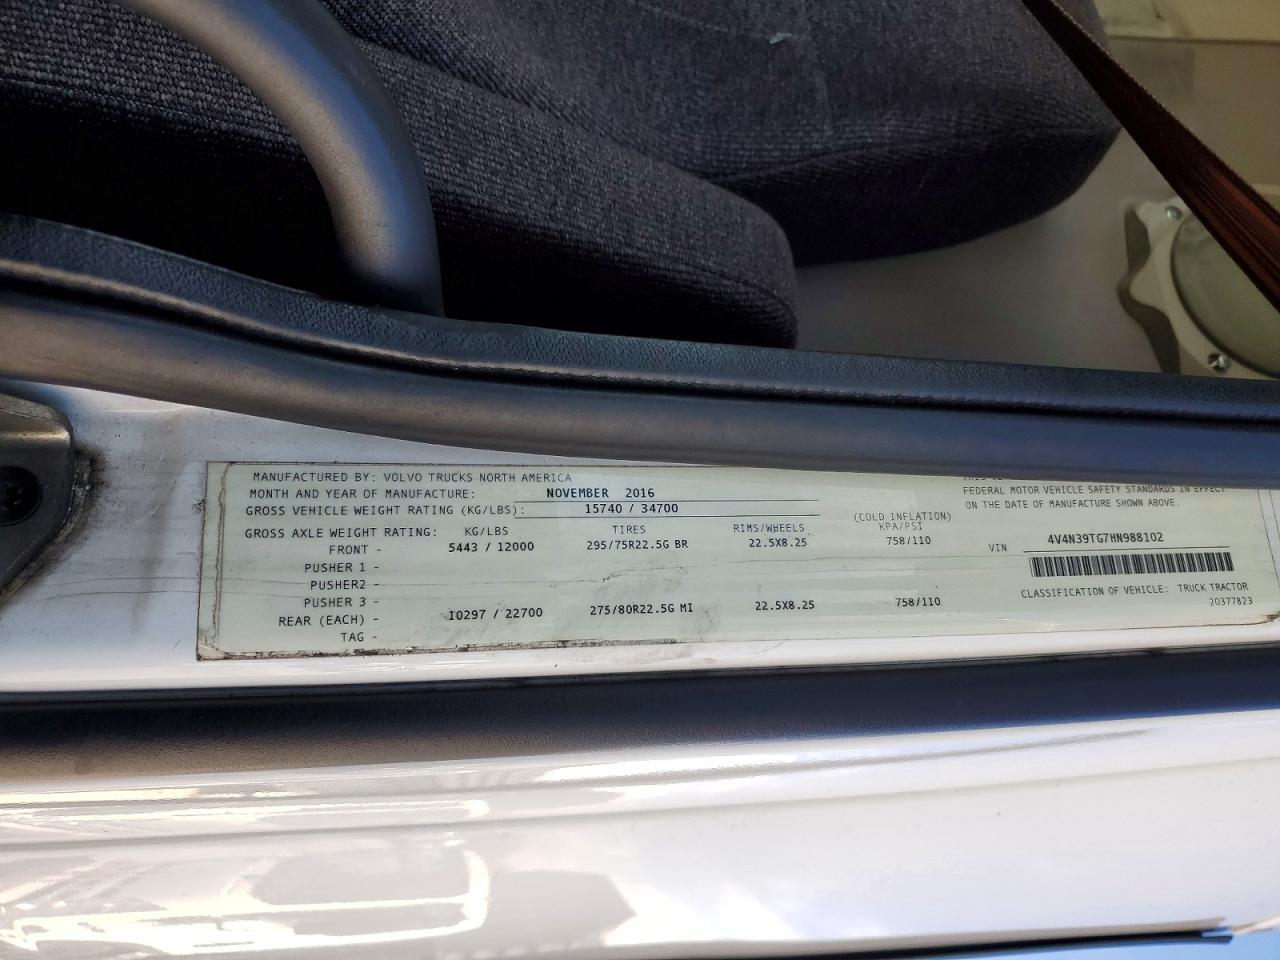 MANUFACTURED BY: VOLVO TRUCKS NORTH AMERICA
MONTH AND YEAR OF MANUFACTURE: NOVEMBER 2016
GROSS VEHICLE WEIGHT RATING (KG/LBS): 15740 / 34700
GROSS AXLE WEIGHT RATING: KG/LBS TIRES RIMS/WHEELS (COLD INFLATION) KPA/PSI
FRONT - 5443 / 12000 295/75R22.5G BR 22.5X8.25 758/110
PUSHER 1 -
PUSHER2 -
PUSHER 3 -
REAR (EACH) - 10297 / 22700 275/80R22.5G MI 22.5X8.25 758/110
TAG -
FEDERAL MOTOR VEHICLE SAFETY STANDARDS IN EFFECT
ON THE DATE OF MANUFACTURE SHOWN ABOVE.
VIN 4V4N39TG7HN988102
CLASSIFICATION OF VEHICLE: TRUCK TRACTOR
20377823